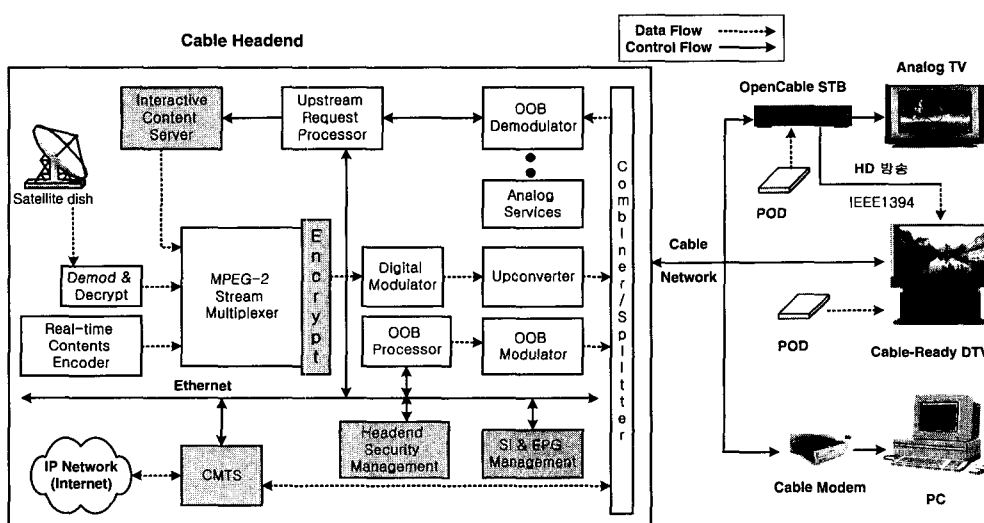 Data Flow
Control Flow
Cable Headend
Interactive
Content
Server
Upstream
Request
Processor
OOB
Demodulator
Analog
Services
Satellite dish
Demod &
Decrypt
Real-time
Contents
Encoder
MPEG-2
Stream
Multiplexer
Encrypt
Digital
Modulator
Upconverter
OOB
Processor
OOB
Modulator
Combiner/Splitter
Ethernet
Headend
Security
Management
SI & EPG
Management
IP Network
(Internet)
CMTS
Cable
Network
OpenCable STB
Analog TV
POD
HD 방송
IEEE1394
POD
Cable-Ready DTV
Cable Modem
PC